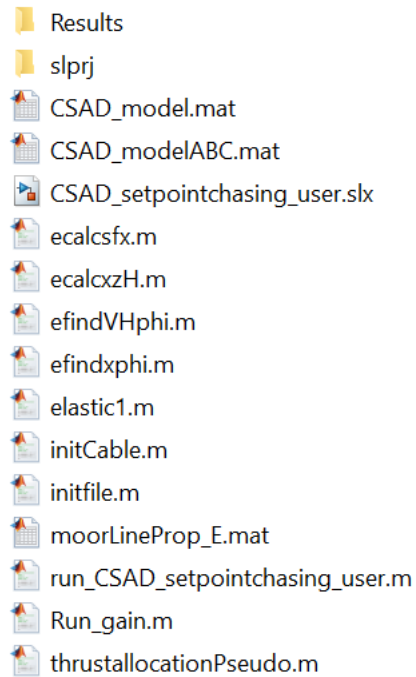 Results
slprj
CSAD_model.mat
CSAD_modelABC.mat
CSAD_setpointchasing_user.slx
ecalcsfx.m
ecalcxzH.m
efindVHphi.m
efindxphi.m
elastic1.m
initCable.m
initfile.m
moorLineProp_E.mat
run_CSAD_setpointchasing_user.m
Run_gain.m
thrustallocationPseudo.m